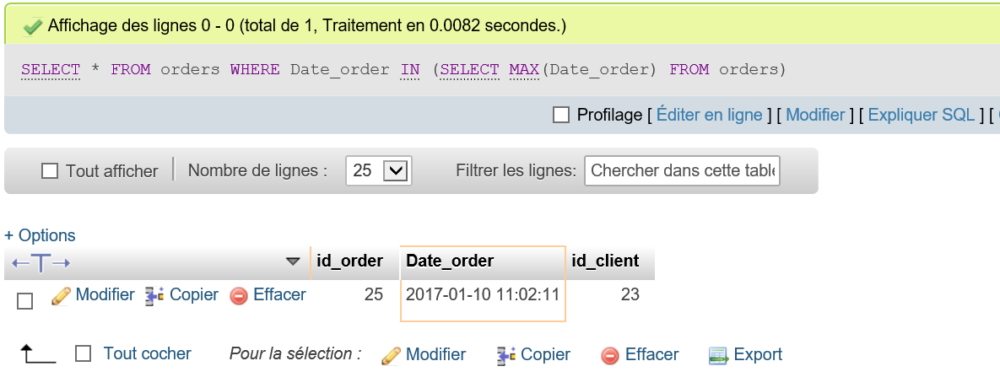 Affichage des lignes 0 - 0 (total de 1, Traitement en 0.0082 secondes.)
SELECT * FROM orders WHERE Date_order IN (SELECT MAX(Date_order) FROM orders)
Profilage [ Éditer en ligne ] [ Modifier ] [ Expliquer SQL ] [
Tout afficher Nombre de lignes : 25 Filtrer les lignes: Chercher dans cette table
+ Options
←T→ id_order Date_order id_client
Modifier Copier Effacer 25 2017-01-10 11:02:11 23
Tout cocher Pour la sélection : Modifier Copier Effacer Export